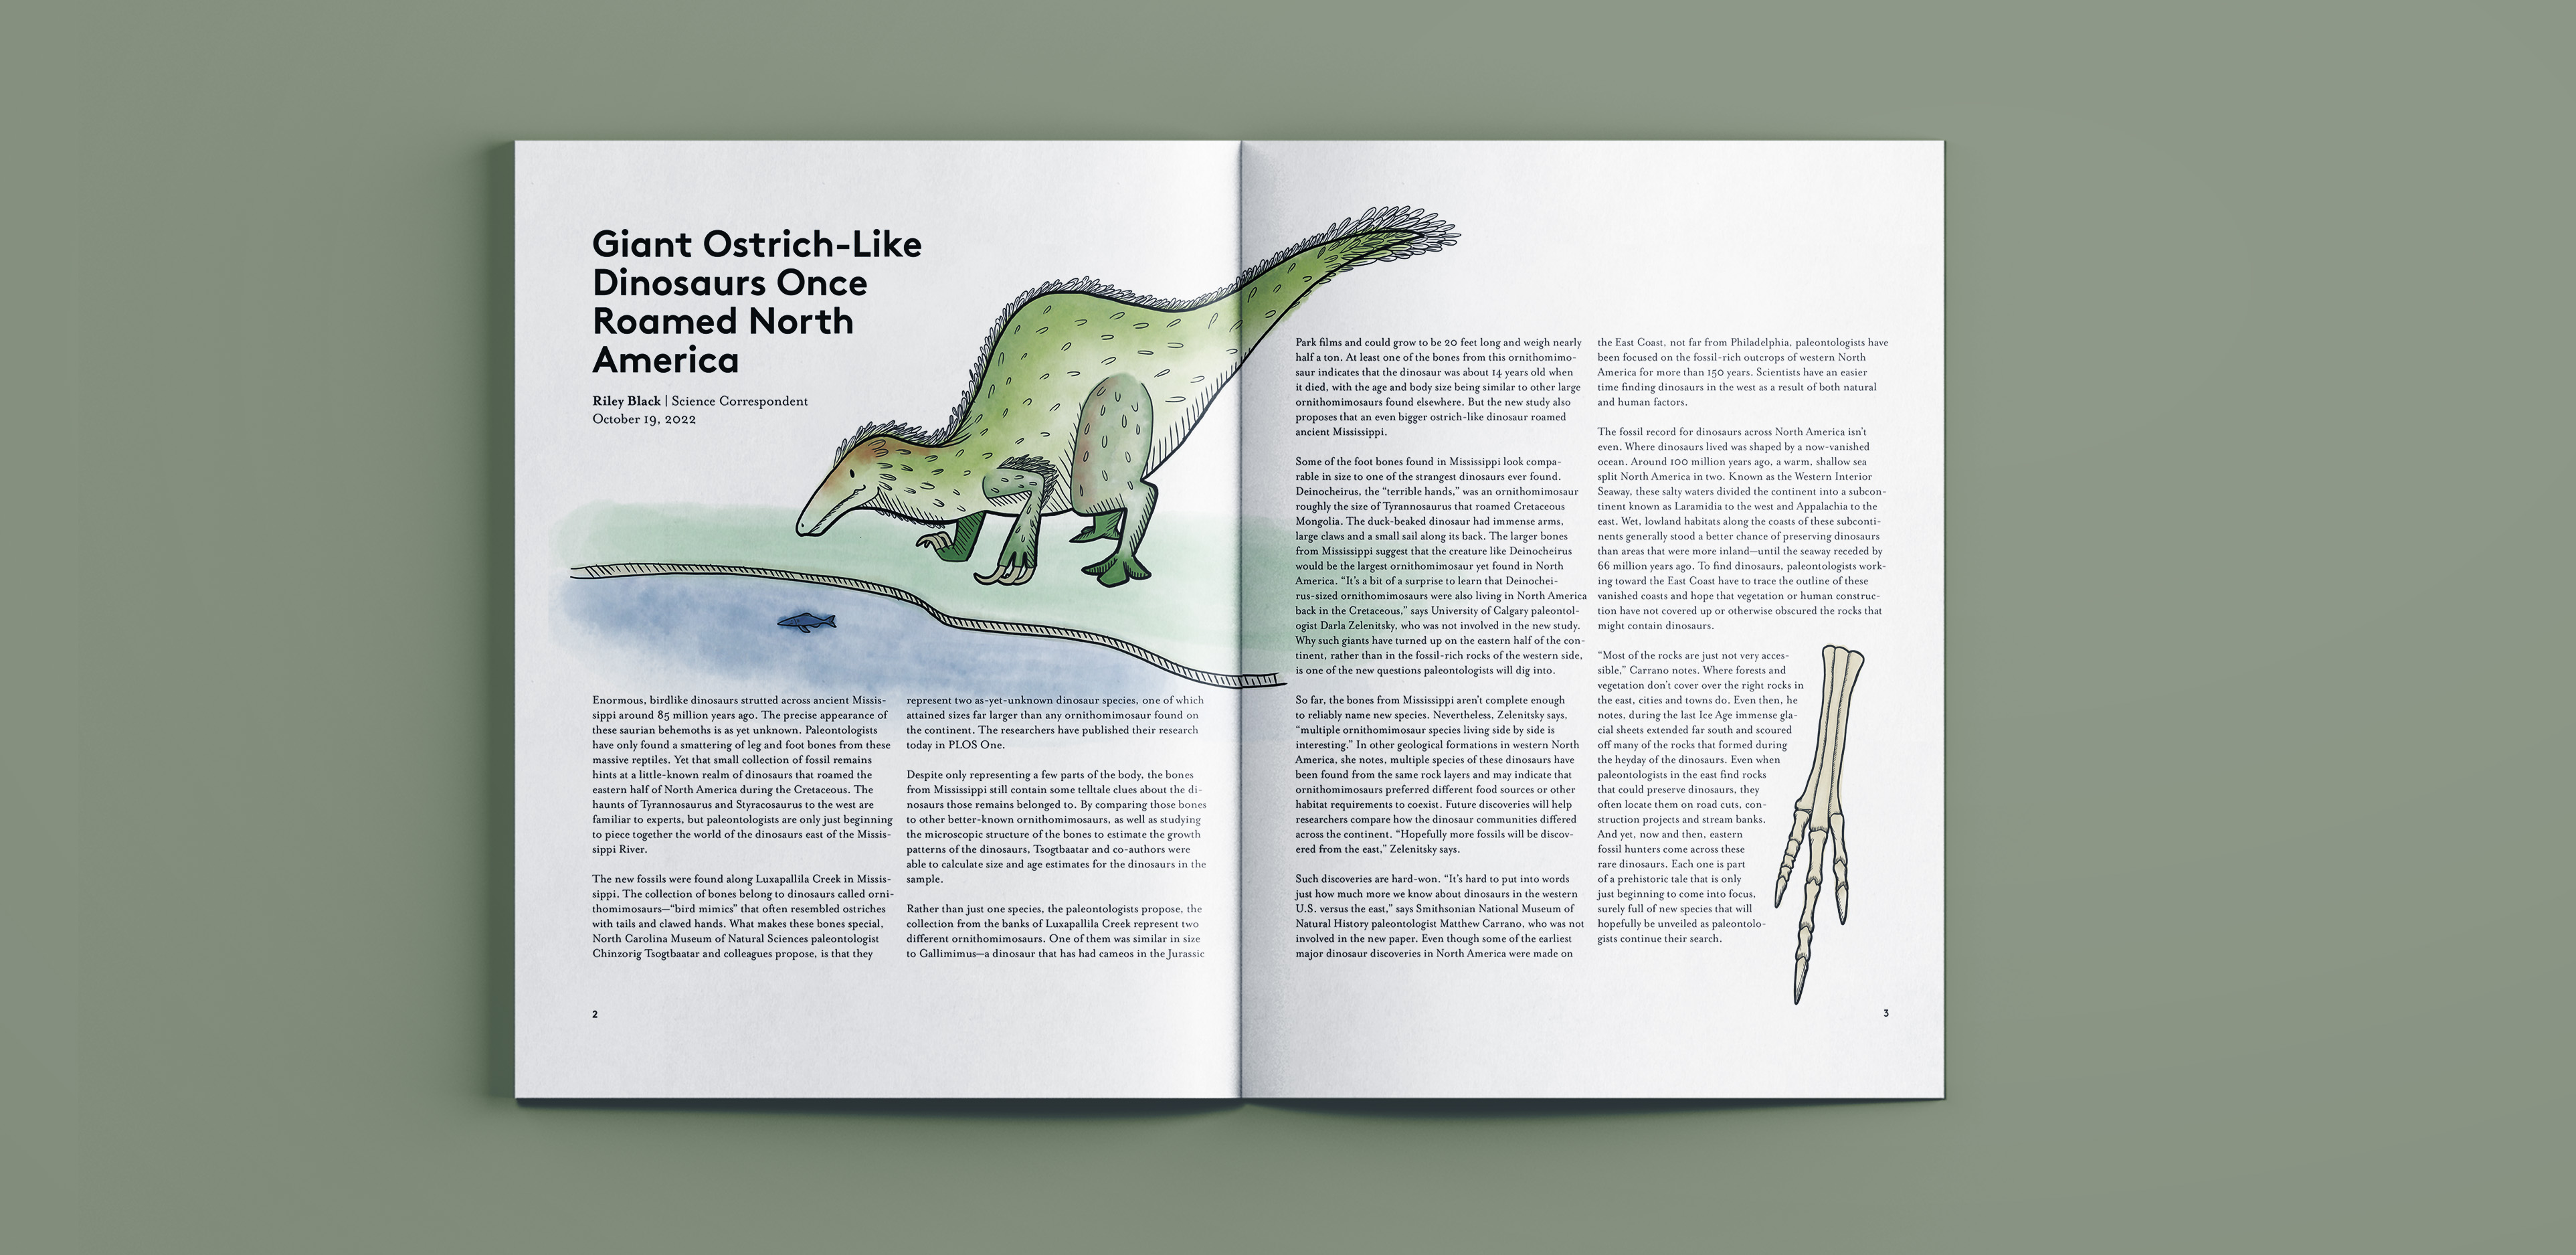 Giant Ostrich-Like
Dinosaurs Once
Roamed North
America
Riley Black | Science Correspondent
October 19, 2022
Enormous, birdlike dinosaurs strutted across ancient Missis-
sippi around 85 million years ago. The precise appearance of
these saurian behemoths is as yet unknown. Paleontologists
have only found a smattering of leg and foot bones from these
massive reptiles. Yet that small collection of fossil remains
hints at a little-known realm of dinosaurs that roamed the
eastern half of North America during the Cretaceous. The
haunts of Tyrannosaurus and Styracosaurus to the west are
familiar to experts, but paleontologists are only just beginning
to piece together the world of the dinosaurs east of the Missis-
sippi River.
The new fossils were found along Luxapallila Creek in Missis-
sippi. The collection of bones belong to dinosaurs called orni-
thomimosaurs—“bird mimics” that often resembled ostriches
with tails and clawed hands. What makes these bones special,
North Carolina Museum of Natural Sciences paleontologist
Chinzorig Tsogtbaatar and colleagues propose, is that they
represent two as-yet-unknown dinosaur species, one of which
attained sizes far larger than any ornithomimosaur found on
the continent. The researchers have published their research
today in PLOS One.
Despite only representing a few parts of the body, the bones
from Mississippi still contain some telltale clues about the di-
nosaurs those remains belonged to. By comparing those bones
to other better-known ornithomimosaurs, as well as studying
the microscopic structure of the bones to estimate the growth
patterns of the dinosaurs, Tsogtbaatar and co-authors were
able to calculate size and age estimates for the dinosaurs in the
sample.
Rather than just one species, the paleontologists propose, the
collection from the banks of Luxapallila Creek represent two
different ornithomimosaurs. One of them was similar in size
to Gallimimus—a dinosaur that has had cameos in the Jurassic
2
Park films and could grow to be 20 feet long and weigh nearly
half a ton. At least one of the bones from this ornithomimo-
saur indicates that the dinosaur was about 14 years old when
it died, with the age and body size being similar to other large
ornithomimosaurs found elsewhere. But the new study also
proposes that an even bigger ostrich-like dinosaur roamed
ancient Mississippi.
Some of the foot bones found in Mississippi look compa-
rable in size to one of the strangest dinosaurs ever found.
Deinocheirus, the “terrible hands,” was an ornithomimosaur
roughly the size of Tyrannosaurus that roamed Cretaceous
Mongolia. The duck-beaked dinosaur had immense arms,
large claws and a small sail along its back. The larger bones
from Mississippi suggest that the creature like Deinocheirus
would be the largest ornithomimosaur yet found in North
America. “It’s a bit of a surprise to learn that Deinochei-
rus-sized ornithomimosaurs were also living in North America
back in the Cretaceous,” says University of Calgary paleontol-
ogist Darla Zelenitsky, who was not involved in the new study.
Why such giants have turned up on the eastern half of the con-
tinent, rather than in the fossil-rich rocks of the western side,
is one of the new questions paleontologists will dig into.
So far, the bones from Mississippi aren’t complete enough
to reliably name new species. Nevertheless, Zelenitsky says,
“multiple ornithomimosaur species living side by side is
interesting.” In other geological formations in western North
America, she notes, multiple species of these dinosaurs have
been found from the same rock layers and may indicate that
ornithomimosaurs preferred different food sources or other
habitat requirements to coexist. Future discoveries will help
researchers compare how the dinosaur communities differed
across the continent. “Hopefully more fossils will be discov-
ered from the east,” Zelenitsky says.
Such discoveries are hard-won. “It’s hard to put into words
just how much more we know about dinosaurs in the western
U.S. versus the east,” says Smithsonian National Museum of
Natural History paleontologist Matthew Carrano, who was not
involved in the new paper. Even though some of the earliest
major dinosaur discoveries in North America were made on
the East Coast, not far from Philadelphia, paleontologists have
been focused on the fossil-rich outcrops of western North
America for more than 150 years. Scientists have an easier
time finding dinosaurs in the west as a result of both natural
and human factors.
The fossil record for dinosaurs across North America isn’t
even. Where dinosaurs lived was shaped by a now-vanished
ocean. Around 100 million years ago, a warm, shallow sea
split North America in two. Known as the Western Interior
Seaway, these salty waters divided the continent into a subcon-
tinent known as Laramidia to the west and Appalachia to the
east. Wet, lowland habitats along the coasts of these subconti-
nents generally stood a better chance of preserving dinosaurs
than areas that were more inland—until the seaway receded by
66 million years ago. To find dinosaurs, paleontologists work-
ing toward the East Coast have to trace the outline of these
vanished coasts and hope that vegetation or human construc-
tion have not covered up or otherwise obscured the rocks that
might contain dinosaurs.
“Most of the rocks are just not very acces-
sible,” Carrano notes. Where forests and
vegetation don’t cover over the right rocks in
the east, cities and towns do. Even then, he
notes, during the last Ice Age immense gla-
cial sheets extended far south and scoured
off many of the rocks that formed during
the heyday of the dinosaurs. Even when
paleontologists in the east find rocks
that could preserve dinosaurs, they
often locate them on road cuts, con-
struction projects and stream banks.
And yet, now and then, eastern
fossil hunters come across these
rare dinosaurs. Each one is part
of a prehistoric tale that is only
just beginning to come into focus,
surely full of new species that will
hopefully be unveiled as paleontolo-
gists continue their search.
3